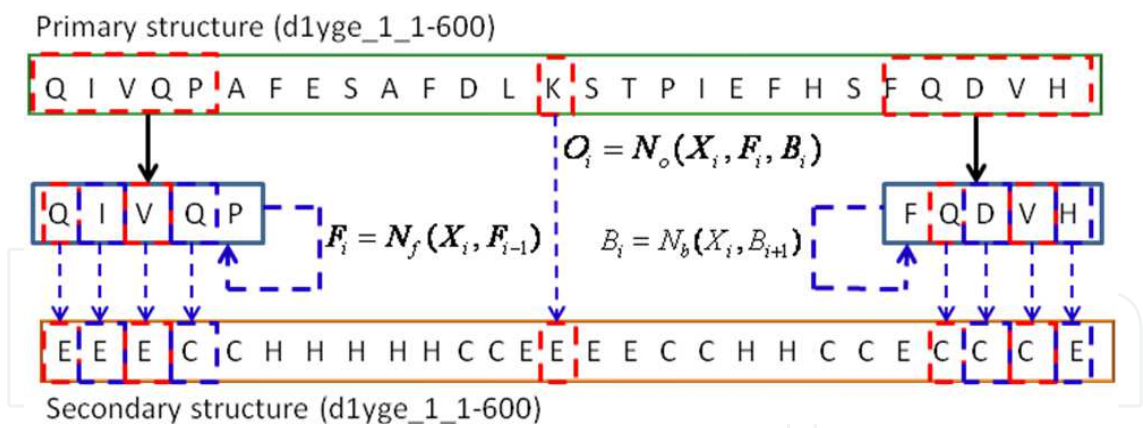 Primary structure (d1yge_1_1-600)
Q I V Q P A F E S A F D L K S T P I E F H S F Q D V H
O_i = N_o(X_i, F_i, B_i)
Q I V Q P
F Q D V H
F_i = N_f(X_i, F_{i-1})
B_i = N_b(X_i, B_{i+1})
E E E C C H H H H H C C E E E E C C H H C C E C C C E
Secondary structure (d1yge_1_1-600)